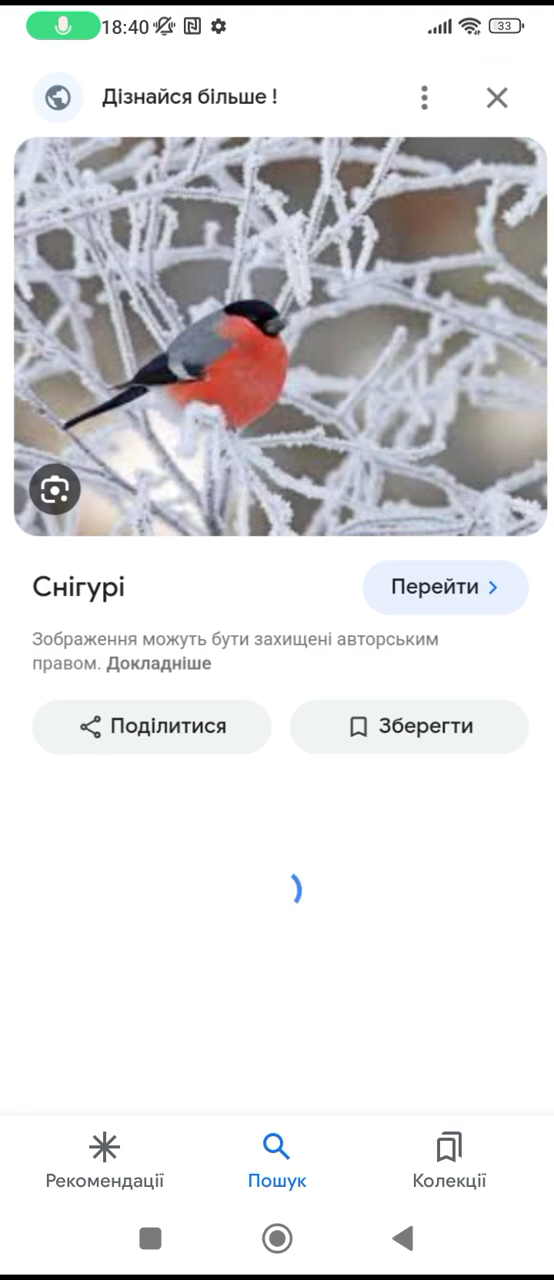 18:40
33
Дізнайся більше !
Снігурі
Перейти
Зображення можуть бути захищені авторським
правом. Докладніше
Поділитися
Зберегти
Рекомендації
Пошук
Колекції